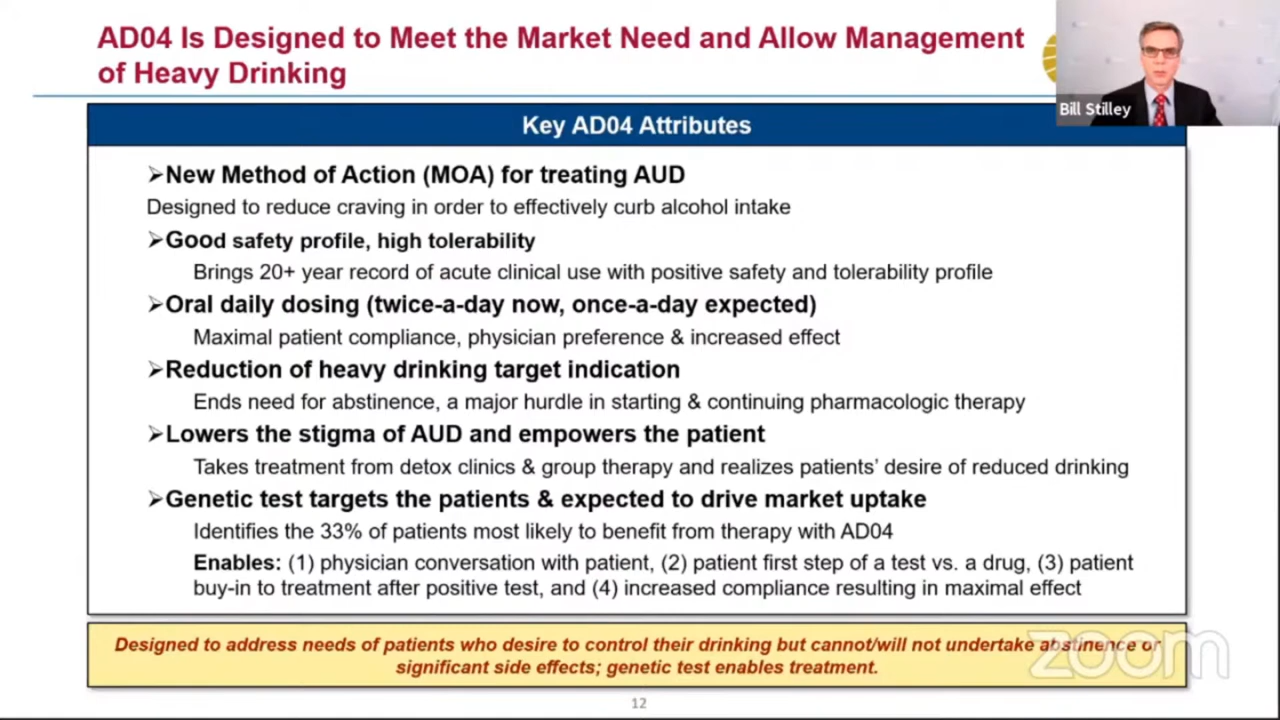 AD04 Is Designed to Meet the Market Need and Allow Management
of Heavy Drinking
Bill Stilley
Key AD04 Attributes
➢New Method of Action (MOA) for treating AUD
Designed to reduce craving in order to effectively curb alcohol intake
➢Good safety profile, high tolerability
Brings 20+ year record of acute clinical use with positive safety and tolerability profile
➢Oral daily dosing (twice-a-day now, once-a-day expected)
Maximal patient compliance, physician preference & increased effect
➢Reduction of heavy drinking target indication
Ends need for abstinence, a major hurdle in starting & continuing pharmacologic therapy
➢Lowers the stigma of AUD and empowers the patient
Takes treatment from detox clinics & group therapy and realizes patients' desire of reduced drinking
➢Genetic test targets the patients & expected to drive market uptake
Identifies the 33% of patients most likely to benefit from therapy with AD04
Enables: (1) physician conversation with patient, (2) patient first step of a test vs. a drug, (3) patient
buy-in to treatment after positive test, and (4) increased compliance resulting in maximal effect
Designed to address needs of patients who desire to control their drinking but cannot/will not undertake abstinence or
significant side effects; genetic test enables treatment.
zoom
12